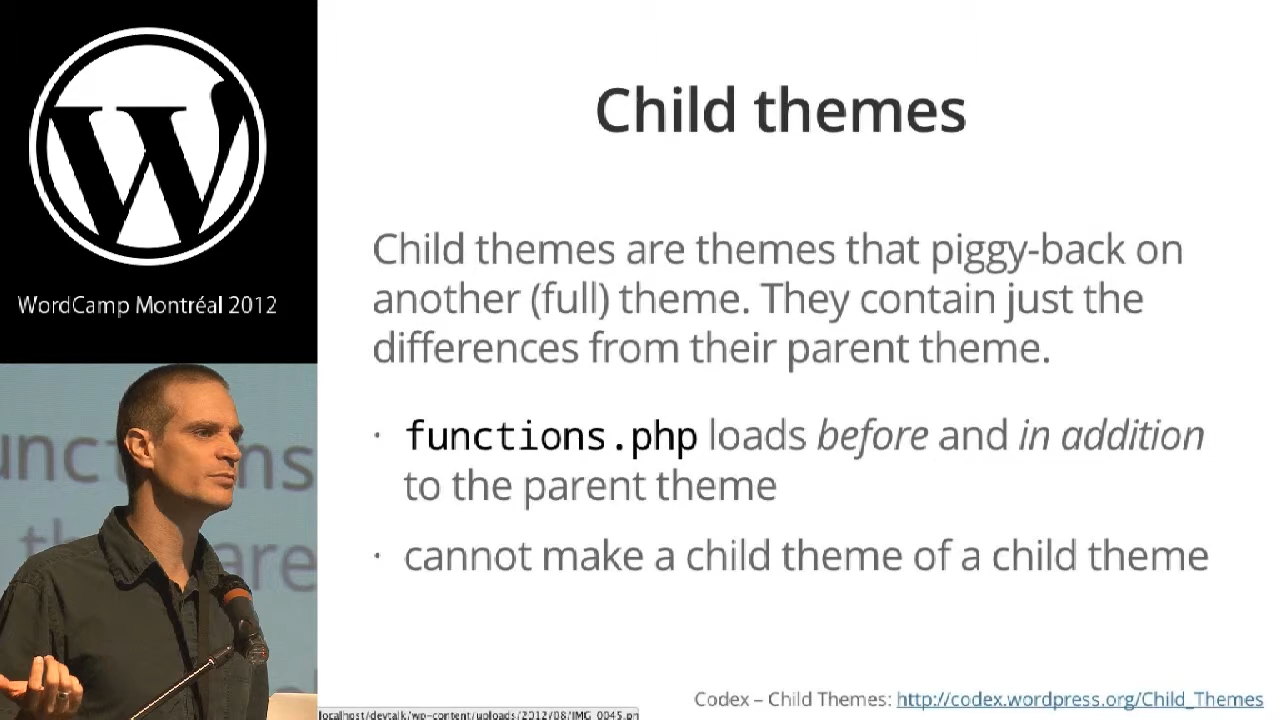 WordCamp Montréal 2012
Child themes
Child themes are themes that piggy-back on
another (full) theme. They contain just the
differences from their parent theme.
· functions.php loads before and in addition
to the parent theme
· cannot make a child theme of a child theme
Codex – Child Themes: http://codex.wordpress.org/Child_Themes
localhost/devtalk/wp-content/uploads/2012/08/IMG_0045.pn